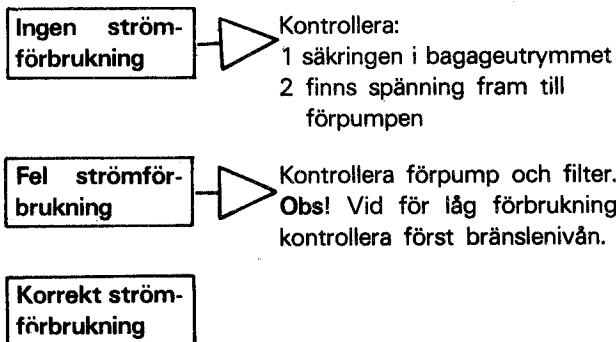 Ingen ström-
förbrukning
Kontrollera:
1 säkringen i bagageutrymmet
2 finns spänning fram till
förpumpen
Fel strömför-
brukning
Kontrollera förpump och filter.
Obs! Vid för låg förbrukning
kontrollera först bränslenivån.
Korrekt ström-
förbrukning